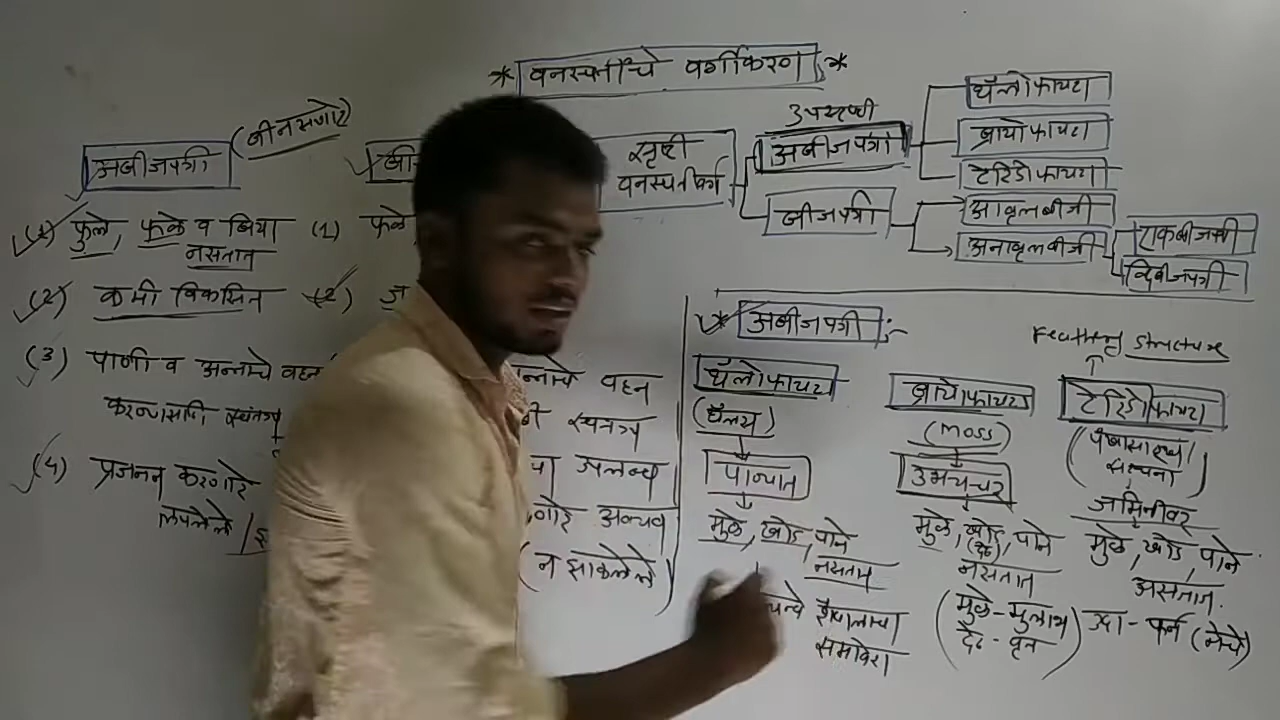 * वनस्पतींचे वर्गीकरण *
अबीजपत्री (बी नसणारे)
(1) फुले, फळे व बिया
नसतात
(2) कमी विकसित
(3) पाणी व अन्नाचे वहन
करण्यासाठी स्वतंत्र
(4) प्रजनन करणारे
लपलेले /
(1) फळे,
(2)
अन्नाचे वहन
स्वतंत्र
उपलब्ध
अवयव
(न झाकलेले)
सृष्टी
वनस्पती
उपसृष्टी
अबीजपत्री
बीजपत्री
थॅलोफायटा
ब्रायोफायटा
टेरिडोफायटा
आवृतबीजी
अनावृतबीजी
एकबीजपत्री
द्विबीजपत्री
* अबीजपत्री :-
थॅलोफायटा
(थॅलस)
पाण्यात
मुळे, खोड, पाने
नसतात
शैवालाचा
समावेश
ब्रायोफायटा
(moss)
उभयचर
मुळे, खोड, पाने
(देठ)
नसतात
(मुळे - मुलाभ
देठ -
Feathery structure
टेरिडोफायटा
(पंखासारख्या
संरचना)
जमिनीवर
मुळे, खोड, पाने
असतात.
उदा - फर्न (नेचे)